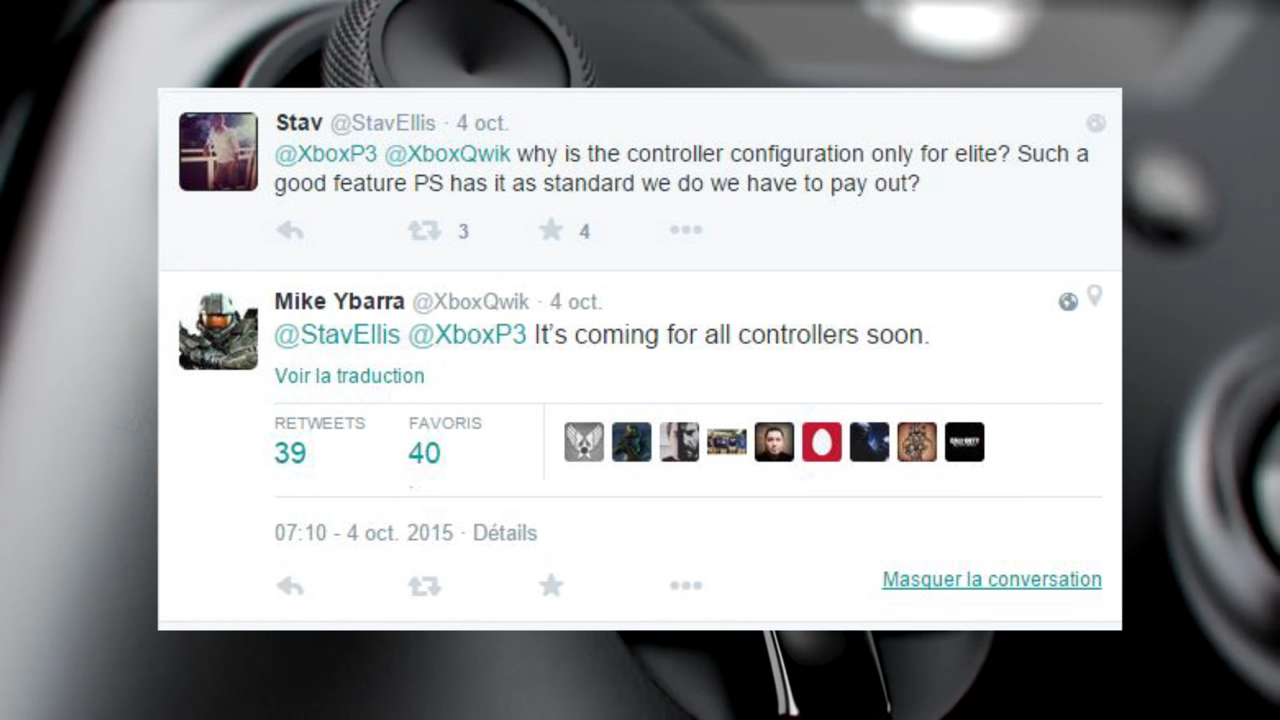 Stav @StavEllis · 4 oct.
@XboxP3 @XboxQwik why is the controller configuration only for elite? Such a
good feature PS has it as standard we do we have to pay out?
3 4
Mike Ybarra @XboxQwik · 4 oct.
@StavEllis @XboxP3 It's coming for all controllers soon.
Voir la traduction
RETWEETS FAVORIS
39 40
CALL OF DUTY
07:10 - 4 oct. 2015 · Détails
Masquer la conversation